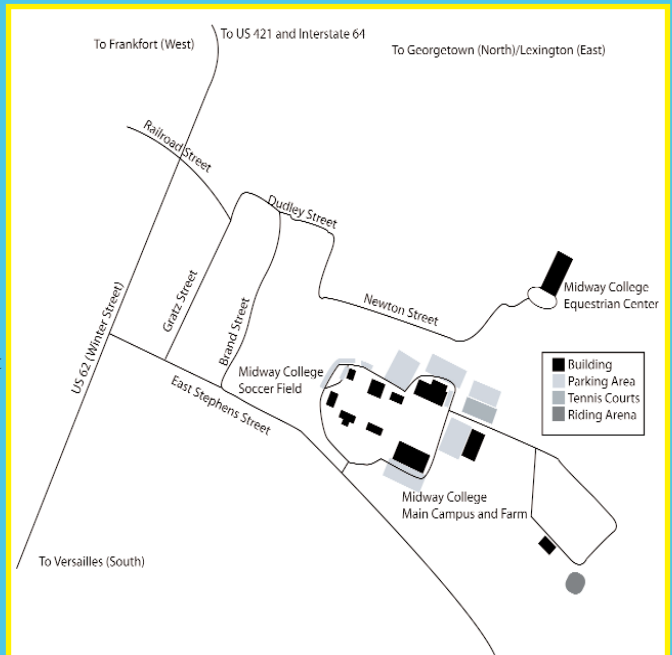 To Frankfort (West)
To US 421 and Interstate 64
To Georgetown (North)/Lexington (East)
Railroad Street
Dudley Street
Gratz Street
Brand Street
Newton Street
Midway College
Equestrian Center
US 62 (Winter Street)
Midway College
Soccer Field
East Stephens Street
Building
Parking Area
Tennis Courts
Riding Arena
Midway College
Main Campus and Farm
To Versailles (South)